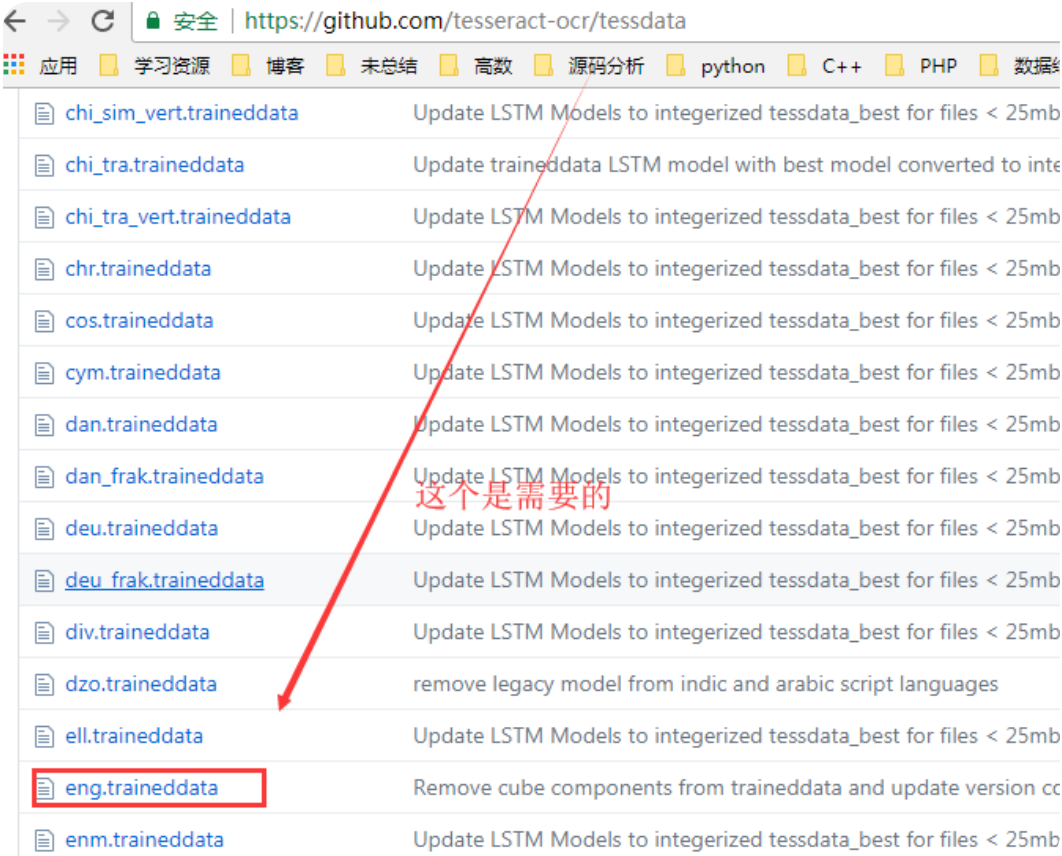 安全 https://github.com/tesseract-ocr/tessdata
应用 学习资源 博客 未总结 高数 源码分析 python C++ PHP
chi_sim_vert.traineddata Update LSTM Models to integerized tessdata_best for files < 25mb
chi_tra.traineddata Update traineddata LSTM model with best model converted to inte
chi_tra_vert.traineddata Update LSTM Models to integerized tessdata_best for files < 25mb
chr.traineddata Update LSTM Models to integerized tessdata_best for files < 25mb
cos.traineddata Update LSTM Models to integerized tessdata_best for files < 25mb
cym.traineddata Update LSTM Models to integerized tessdata_best for files < 25mb
dan.traineddata Update LSTM Models to integerized tessdata_best for files < 25mb
dan_frak.traineddata Update LSTM Models to integerized tessdata_best for files < 25mb
这个是需要的
deu.traineddata Update LSTM Models to integerized tessdata_best for files < 25mb
deu_frak.traineddata Update LSTM Models to integerized tessdata_best for files < 25mb
div.traineddata Update LSTM Models to integerized tessdata_best for files < 25mb
dzo.traineddata remove legacy model from indic and arabic script languages
ell.traineddata Update LSTM Models to integerized tessdata_best for files < 25mb
eng.traineddata Remove cube components from traineddata and update version co
enm.traineddata Update LSTM Models to integerized tessdata_best for files < 25mb